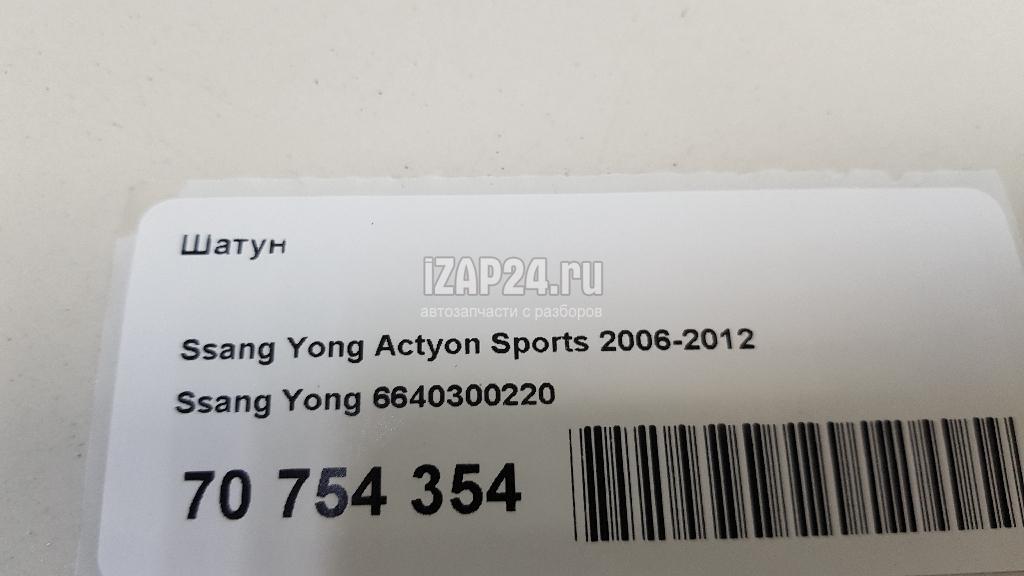 Шатун
iZAP24.ru
автозапчасти с разборов
Ssang Yong Actyon Sports 2006-2012
Ssang Yong 6640300220
70 754 354